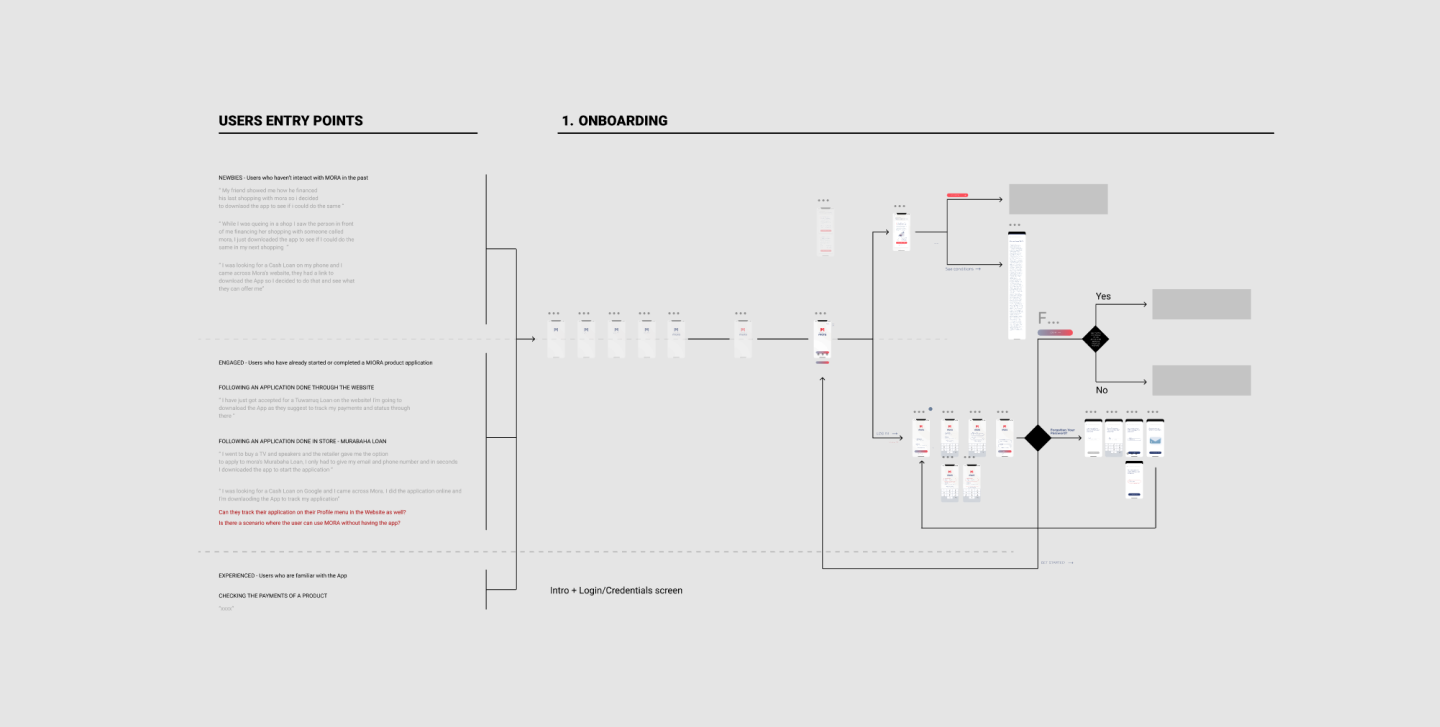 USERS ENTRY POINTS
1. ONBOARDING
NEWBIES - Users who haven't interact with MORA in the past
" My friend showed me how he financed
his last shopping with mora so I decided
to download the app to see if I could do the same "
" While I was queing in a shop I saw the person in front
of me financing her shopping with someone called
mora, I just downloaded the app to see if I could do the
same in my next shopping. "
" I was looking for a Cash Loan on my phone and I
came across Mora's website, they had a link to
download the App so I decided to do that and see what
they can offer me"
See conditions
Yes
F
No
ENGAGED - Users who have already started or completed a MIORA product application
FOLLOWING AN APPLICATION DONE THROUGH THE WEBSITE
" I have just got accepted for a Tawaruq Loan on the website! I'm going to
download the App as they suggest to track my payments and status through
there "
LOG IN
Forgotten Your
Password?
FOLLOWING AN APPLICATION DONE IN STORE - MURABAHA LOAN
" I went to buy a TV and speakers and the retailer gave me the option
to apply to mora's Murabaha Loan, I only had to give my email and phone number and in seconds
I downloaded the app to start the application "
" I was looking for a Cash Loan on Google and I came across Mora, I did the application online and
I'm downloading the App to track my application"
Can they track their application on their Profile menu in the Website as well?
Is there a scenario where the user can use MORA without having the app?
GET STARTED
EXPERIENCED - Users who are familiar with the App
CHECKING THE PAYMENTS OF A PRODUCT
Intro + Login/Credentials screen